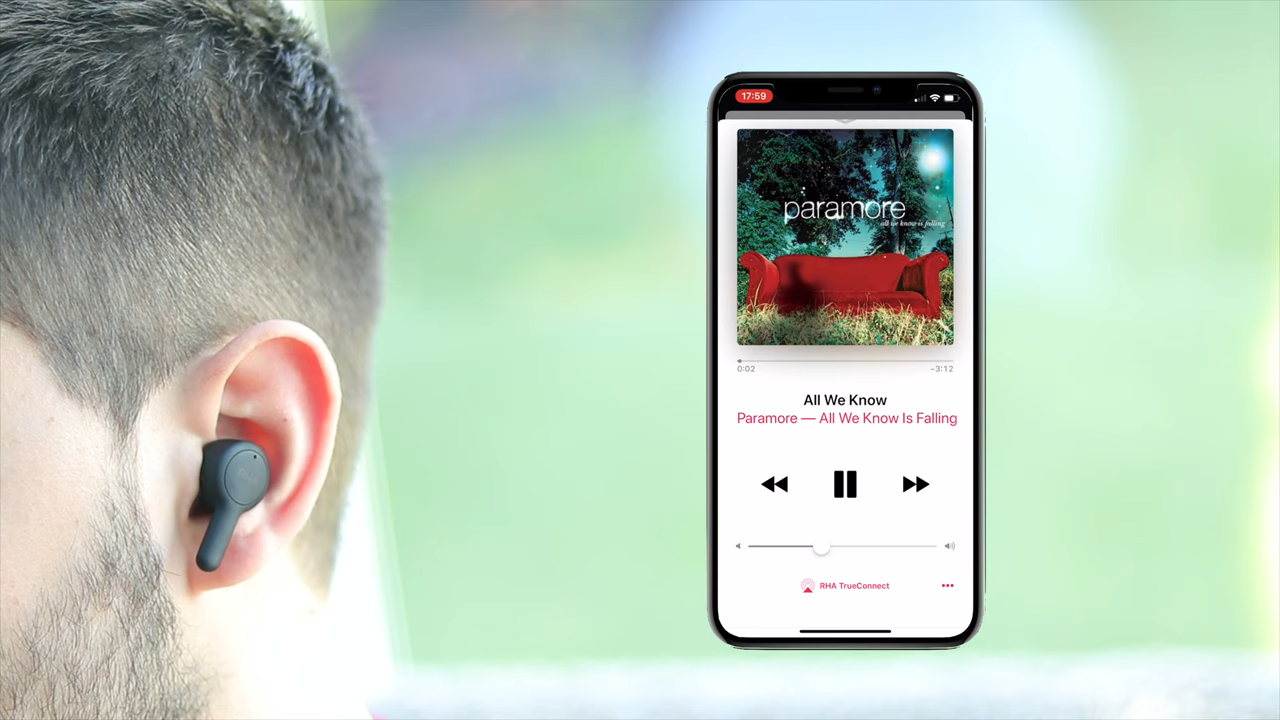 17:59
paramore
all we know is falling
0:02
-3:12
All We Know
Paramore — All We Know Is Falling
RHA TrueConnect
RHA